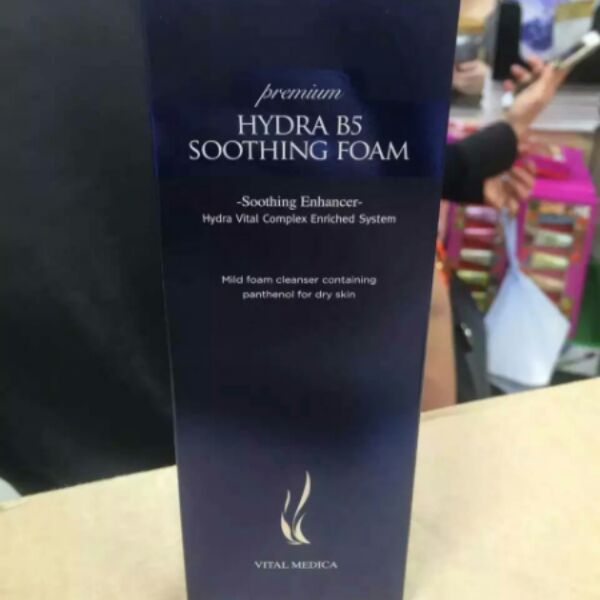 premium
HYDRA B5
SOOTHING FOAM
-Soothing Enhancer-
Hydra Vital Complex Enriched System
Mild foam cleanser containing
panthenol for dry skin
VITAL MEDICA